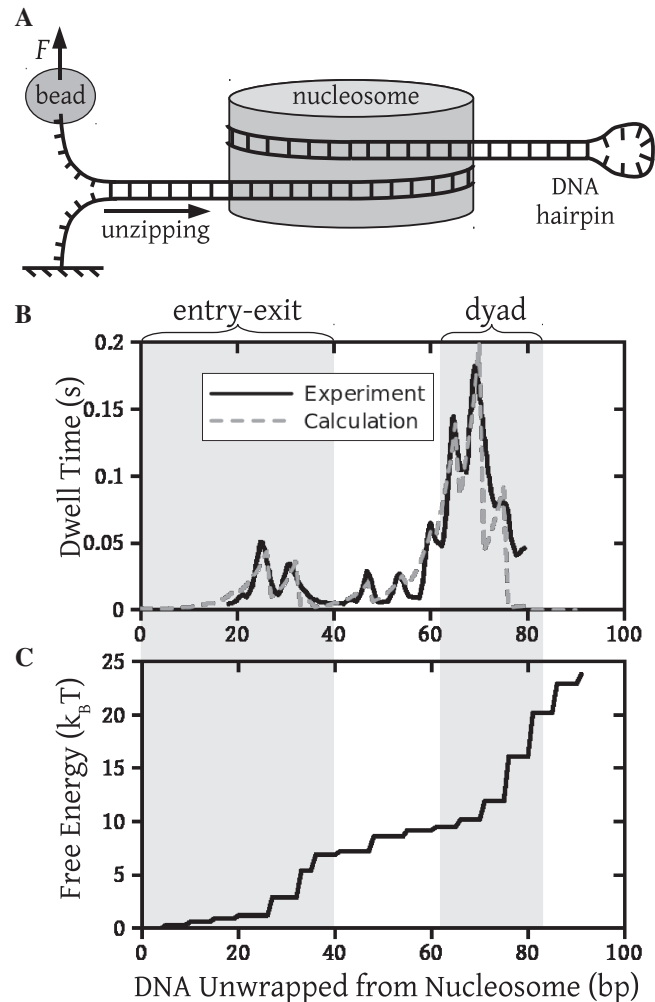 A
F
bead
nucleosome
unzipping
DNA
hairpin
B
entry-exit
dyad
Dwell Time (s)
0.2
0.15
0.1
0.05
0
Experiment
Calculation
0 20 40 60 80 100
C
Free Energy (kBT)
25
20
15
10
5
0
0 20 40 60 80 100
DNA Unwrapped from Nucleosome (bp)